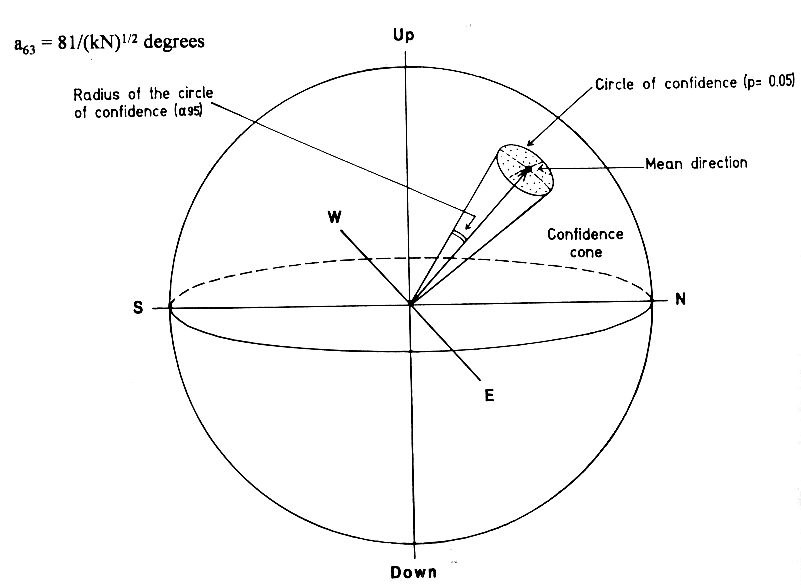 Up
a63 = 81/(kN)1/2 degrees
Circle of confidence (p= 0.05)
Radius of the circle
of confidence (α95)
Mean direction
W
Confidence
cone
S
N
E
Down